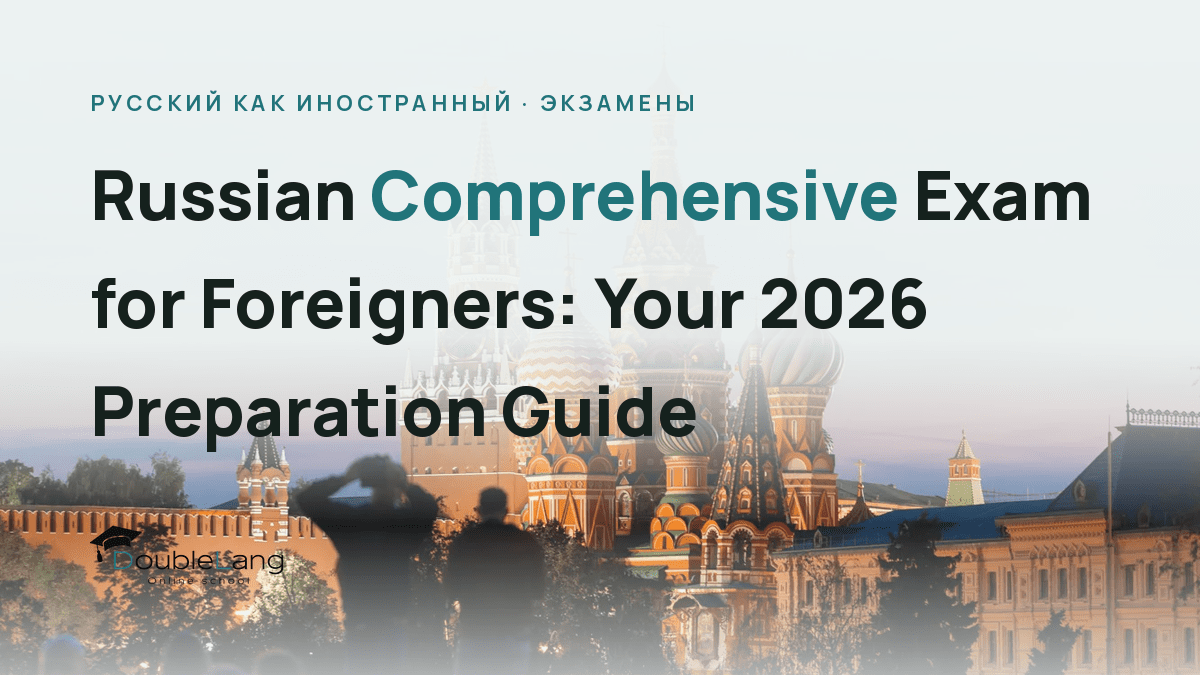 РУССКИЙ КАК ИНОСТРАННЫЙ · ЭКЗАМЕНЫ
Russian Comprehensive Exam
for Foreigners: Your 2026
Preparation Guide
DoubleLang
Online school